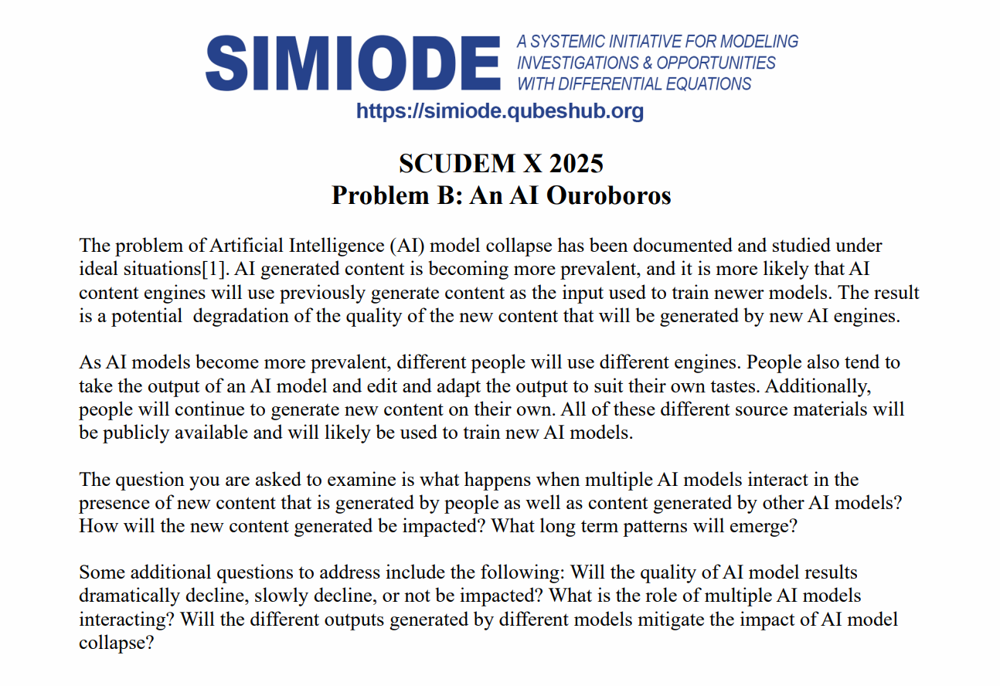 SIMIODE
A SYSTEMIC INITIATIVE FOR MODELING
INVESTIGATIONS & OPPORTUNITIES
WITH DIFFERENTIAL EQUATIONS
https://simiode.qubeshub.org
SCUDEM X 2025
Problem B: An AI Ouroboros
The problem of Artificial Intelligence (AI) model collapse has been documented and studied under
ideal situations[1]. AI generated content is becoming more prevalent, and it is more likely that AI
content engines will use previously generate content as the input used to train newer models. The result
is a potential  degradation of the quality of the new content that will be generated by new AI engines.
As AI models become more prevalent, different people will use different engines. People also tend to
take the output of an AI model and edit and adapt the output to suit their own tastes. Additionally,
people will continue to generate new content on their own. All of these different source materials will
be publicly available and will likely be used to train new AI models.
The question you are asked to examine is what happens when multiple AI models interact in the
presence of new content that is generated by people as well as content generated by other AI models?
How will the new content generated be impacted? What long term patterns will emerge?
Some additional questions to address include the following: Will the quality of AI model results
dramatically decline, slowly decline, or not be impacted? What is the role of multiple AI models
interacting? Will the different outputs generated by different models mitigate the impact of AI model
collapse?